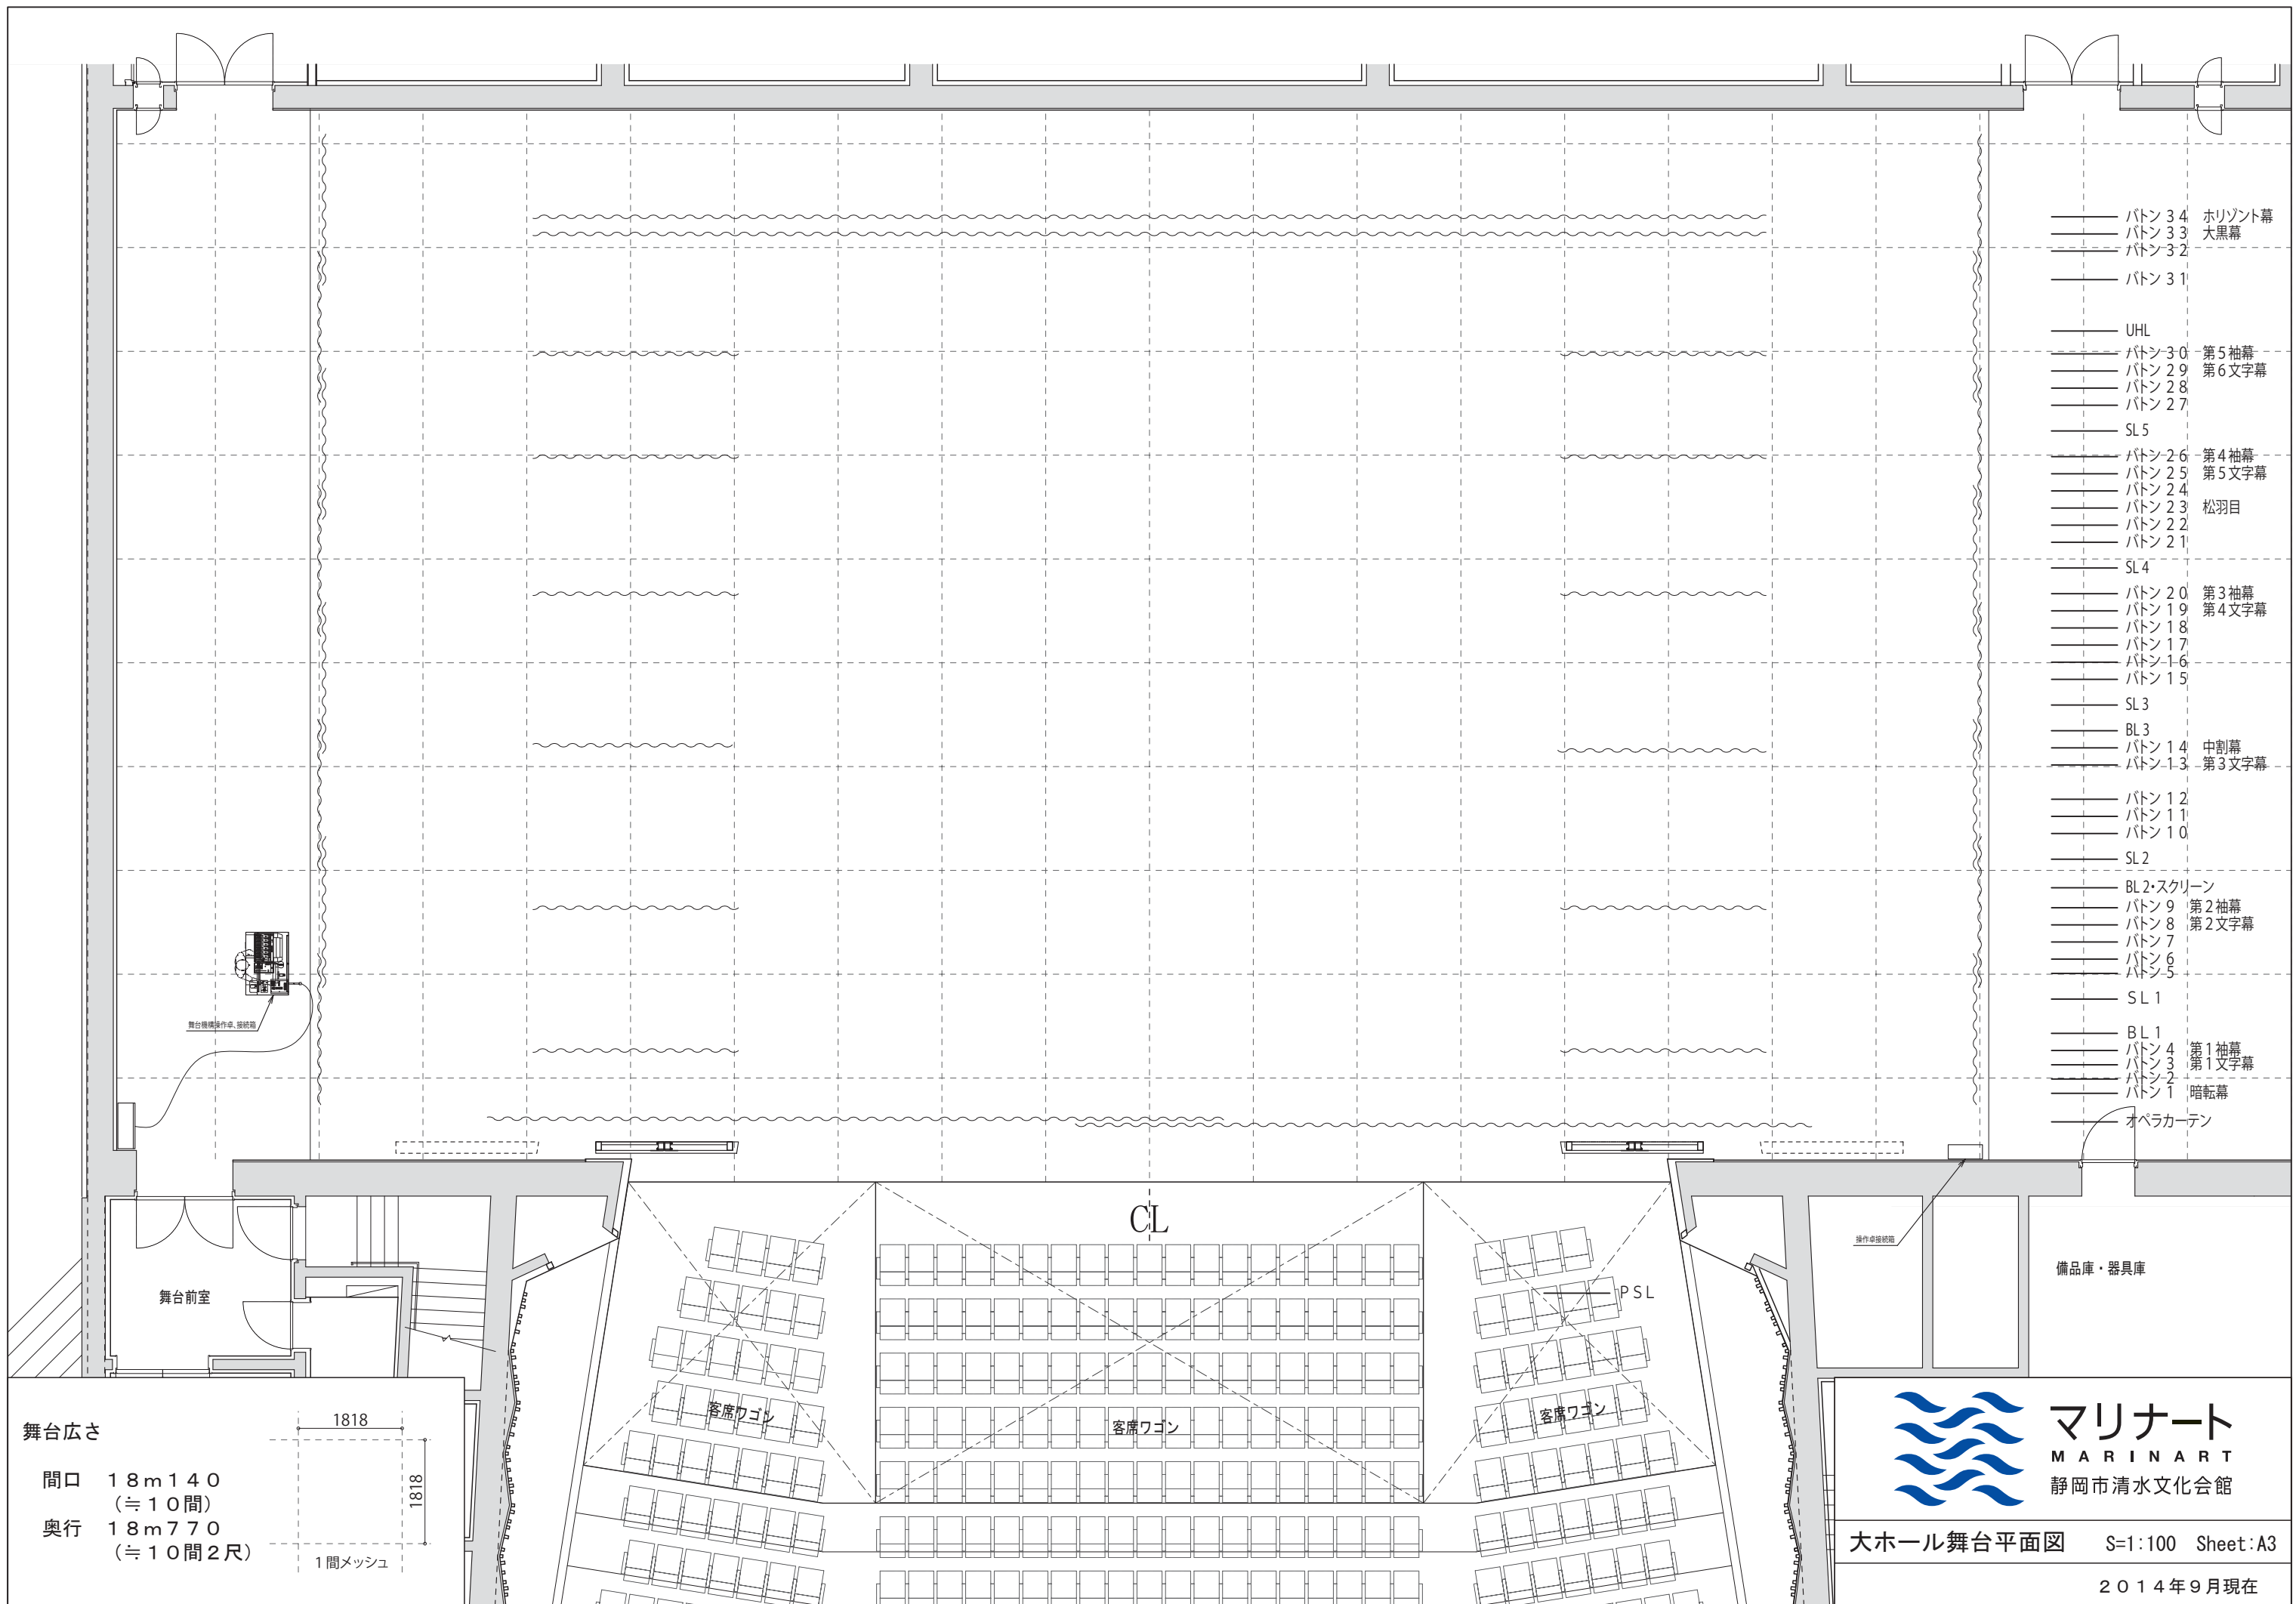 バトン３４　ホリゾント幕
バトン３３　大黒幕
バトン３２
バトン３１
UHL
バトン３０　第５袖幕
バトン２９　第６文字幕
バトン２８
バトン２７
SL５
バトン２６　第４袖幕
バトン２５　第５文字幕
バトン２４
バトン２３　松羽目
バトン２２
バトン２１
SL４
バトン２０　第３袖幕
バトン１９　第４文字幕
バトン１８
バトン１７
バトン１６
バトン１５
SL３
BL３
バトン１４　中割幕
バトン１３　第３文字幕
バトン１２
バトン１１
バトン１０
SL２
BL２・スクリーン
バトン９　第２袖幕
バトン８　第２文字幕
バトン７
バトン６
バトン５
ＳＬ１
ＢＬ１
バトン４　第１袖幕
バトン３　第１文字幕
バトン２
バトン１　暗転幕
オペラカーテン
舞台機構操作卓、接続箱
CL
操作卓接続箱
備品庫・器具庫
舞台前室
ＰＳＬ
客席ワゴン
客席ワゴン
客席ワゴン
舞台広さ
間口　１８ｍ１４０
（≒１０間）
奥行　１８ｍ７７０
（≒１０間２尺）
1818
1818
１間メッシュ
マリナート
MARINART
静岡市清水文化会館
大ホール舞台平面図　S=1:100　Sheet:A3
２０１４年９月現在